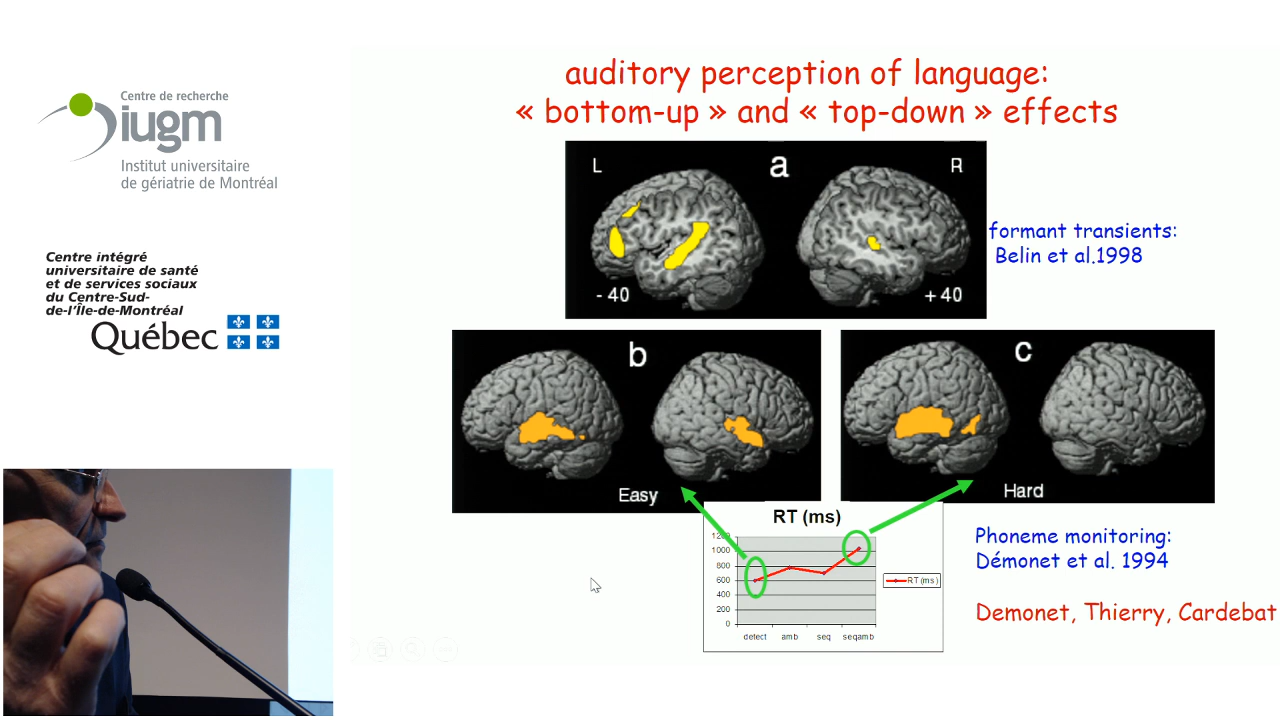 Centre de recherche
iugm
Institut universitaire
de gériatrie de Montréal
Centre intégré
universitaire de santé
et de services sociaux
du Centre-Sud-
de-l'Île-de-Montréal
Québec
auditory perception of language:
« bottom-up » and « top-down » effects
L
a
R
- 40
+ 40
formant transients:
Belin et al.1998
b
Easy
c
Hard
RT (ms)
1200
1000
800
600
400
200
0
detect amb seq seqamb
RT (ms)
Phoneme monitoring:
Démonet et al. 1994
Demonet, Thierry, Cardebat